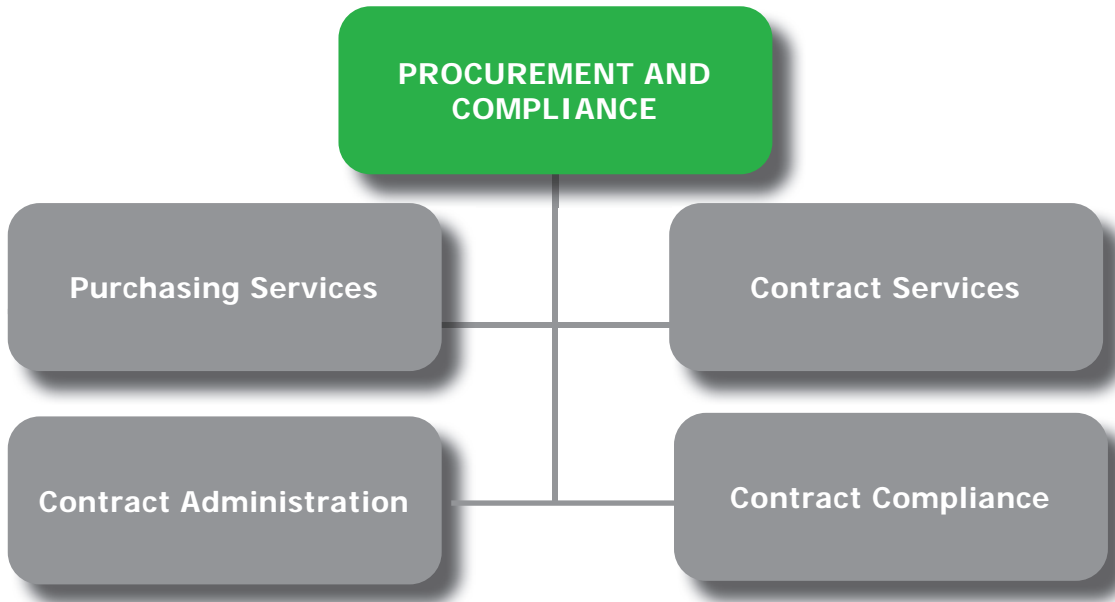 PROCUREMENT AND
COMPLIANCE
Purchasing Services
Contract Services
Contract Administration
Contract Compliance